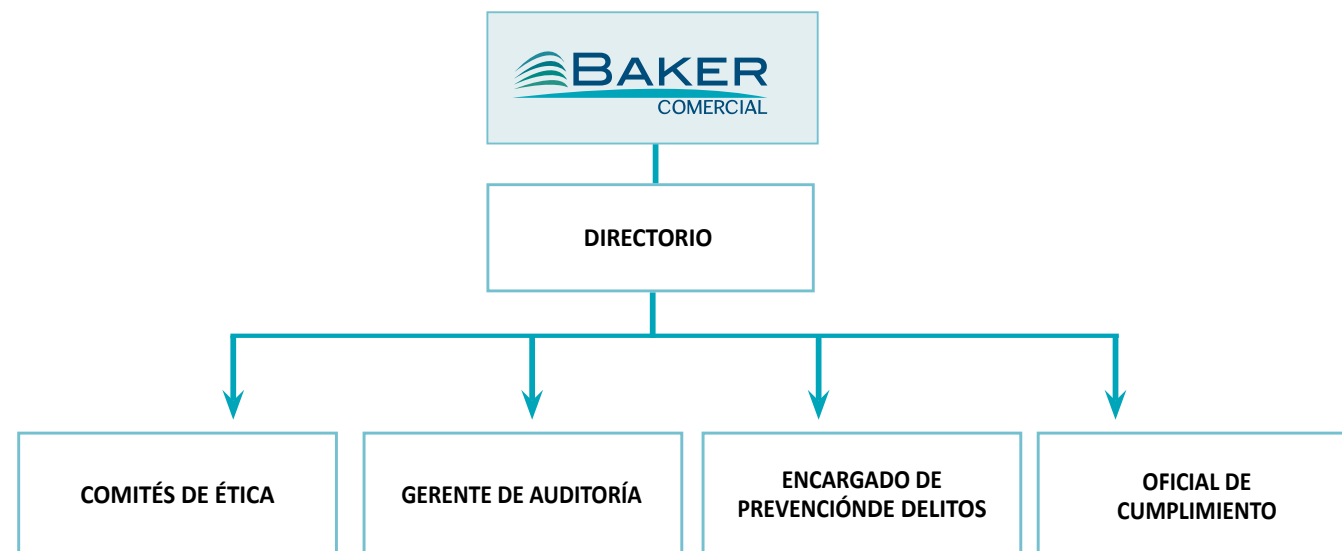 BAKER
COMERCIAL
DIRECTORIO
COMITÉS DE ÉTICA
GERENTE DE AUDITORÍA
ENCARGADO DE
PREVENCIÓNDE DELITOS
OFICIAL DE
CUMPLIMIENTO